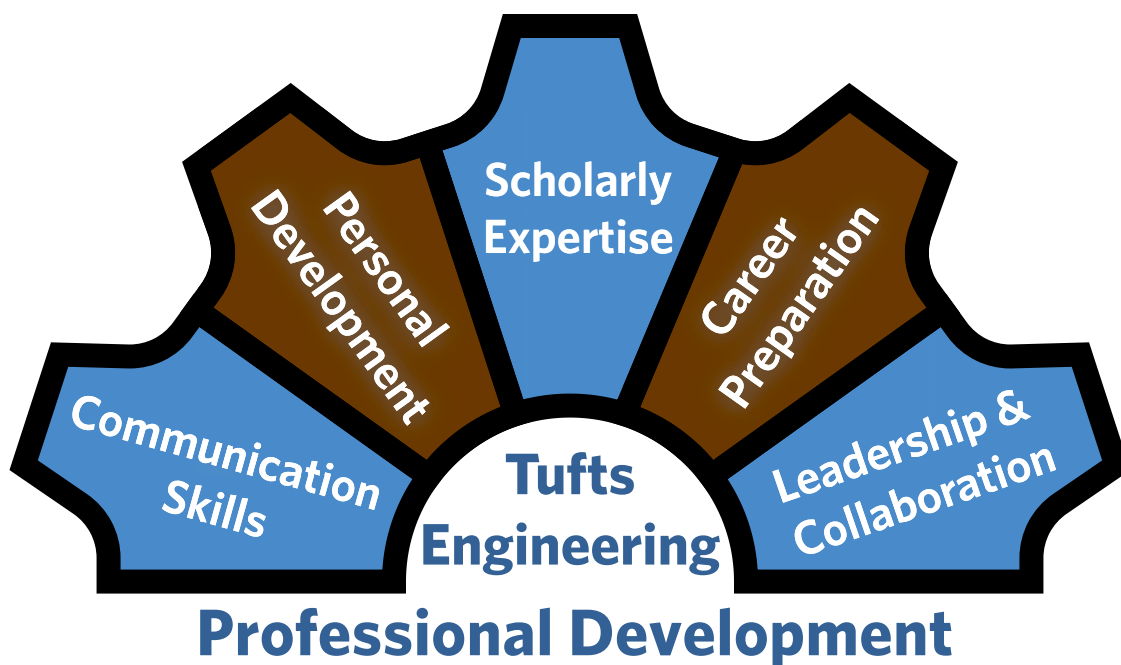 Communication
Skills
Personal
Development
Scholarly
Expertise
Career
Preparation
Leadership &
Collaboration
Tufts
Engineering
Professional Development